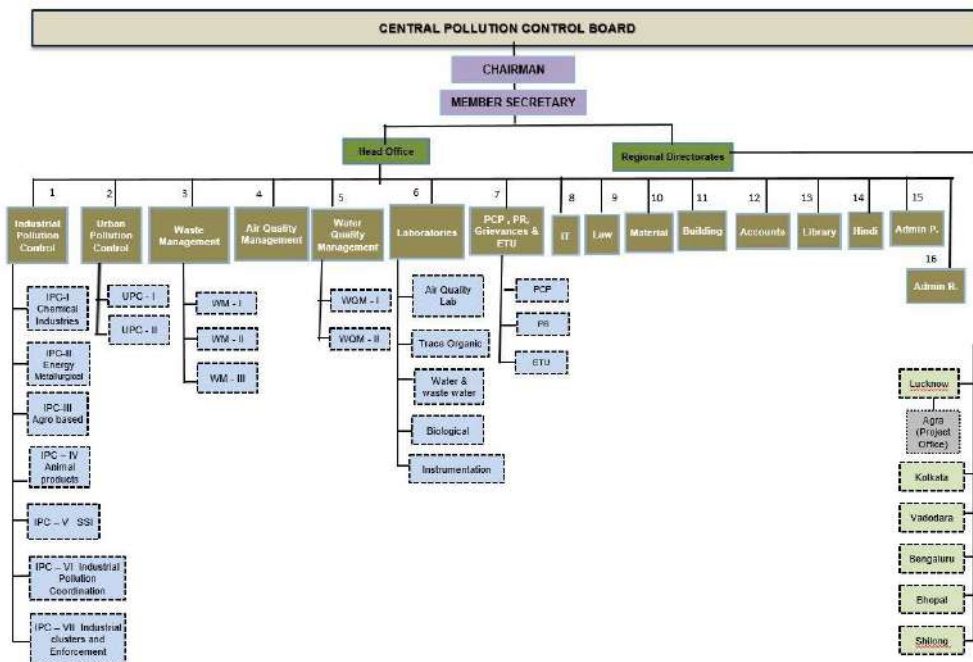 CENTRAL POLLUTION CONTROL BOARD
CHAIRMAN
MEMBER SECRETARY
Head Office
Regional Directorates
1
2
3
4
5
6
7
8
9
10
11
12
13
14
15
Industrial
Pollution
Control
Urban
Pollution
Control
Waste
Management
Air Quality
Management
Water
Quality
Management
Laboratories
PCP , PR,
Grievances &
ETU
IT
Law
Material
Building
Accounts
Library
Hindi
Admin P.
16
Admin R.
IPC-I
Chemical
Industries
IPC-II
Energy
Metallurgical
IPC-III
Agro based
IPC – IV
Animal
products
IPC – V SSI
IPC – VI Industrial
Pollution
Coordination
IPC – VII Industrial
clusters and
Enforcement
UPC - I
UPC - II
WM - I
WM - II
WM - III
WQM - I
WQM - II
Air Quality
Lab
Trace Organic
Water &
waste water
Biological
Instrumentation
PCP
PR
ETU
Lucknow
Agra
(Project
Office)
Kolkata
Vadodara
Bengaluru
Bhopal
Shilong